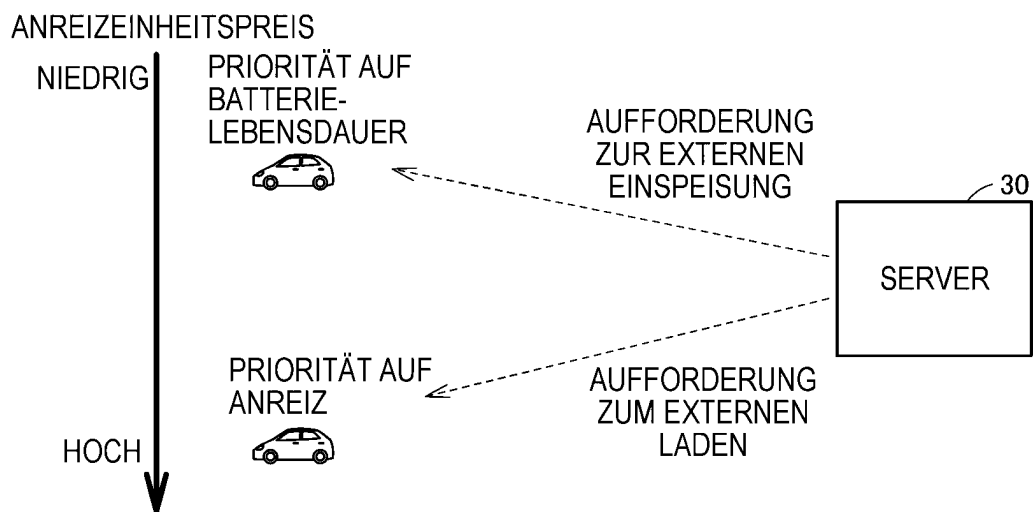 ANREIZEINHEITSPREIS
NIEDRIG
PRIORITÄT AUF
BATTERIE-
LEBENSDAUER
AUFFORDERUNG
ZUR EXTERNEN
EINSPEISUNG
30
SERVER
PRIORITÄT AUF
ANREIZ
HOCH
AUFFORDERUNG
ZUM EXTERNEN
LADEN